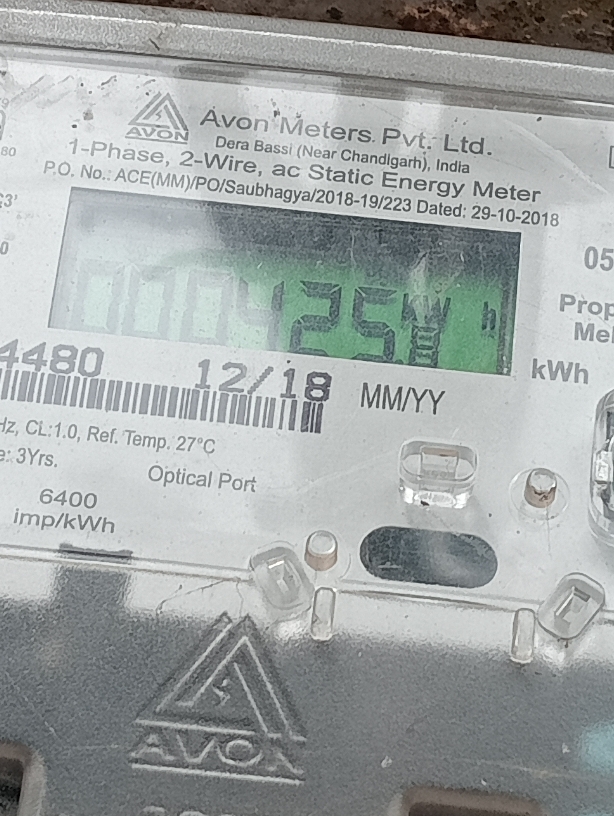 AVON
Avon Meters Pvt. Ltd.
Dera Bassi (Near Chandigarh), India
1-Phase, 2-Wire, ac Static Energy Meter
P.O. No.: ACE(MM)/PO/Saubhagya/2018-19/223 Dated: 29-10-2018
80
05
000425 kWh
Prop
Me
kWh
4480 12/18 MM/YY
Hz, CL:1.0, Ref. Temp. 27°C
e: 3Yrs.
Optical Port
6400
imp/kWh
AVON